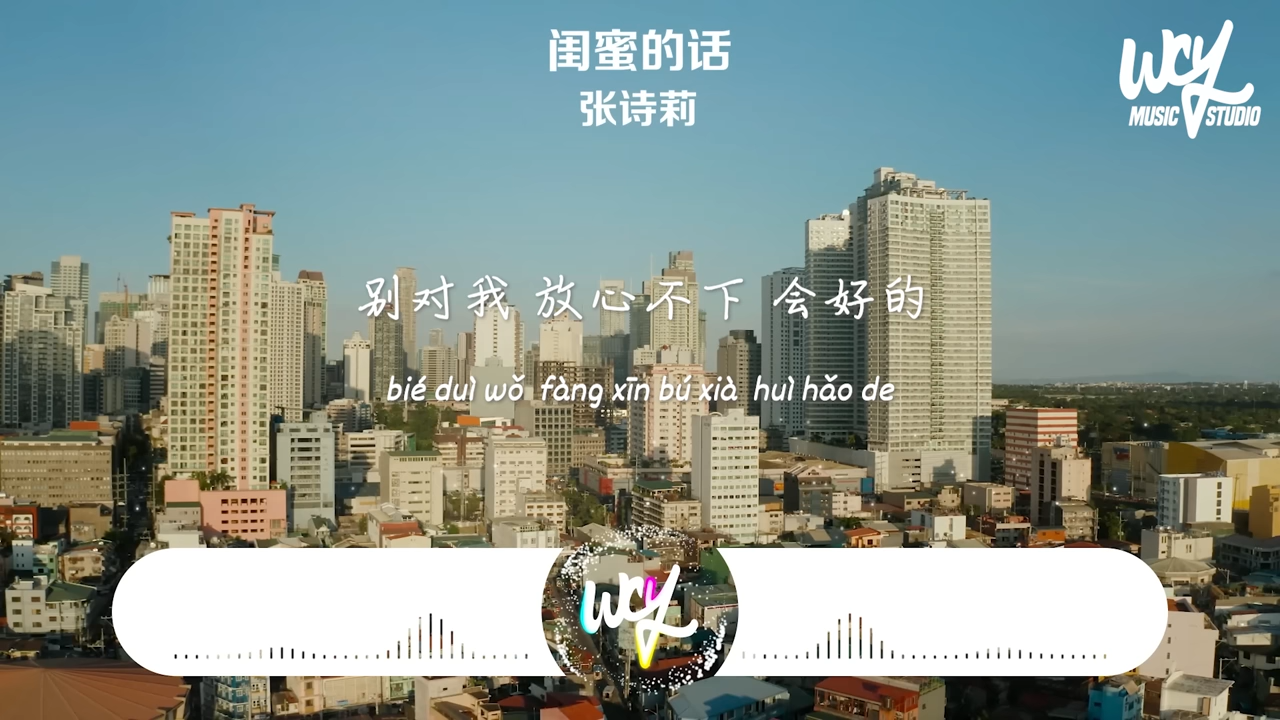 闺蜜的话
张诗莉
WCY
MUSIC STUDIO
别对我 放心不下 会好的
bié duì wǒ fàng xīn bú xià huì hǎo de
WCY